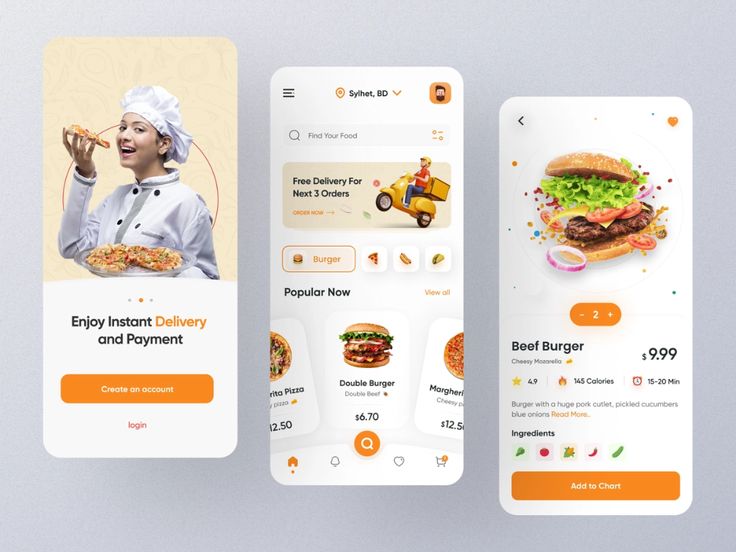 Enjoy Instant Delivery
and Payment
Create an account
login
Sylhet, BD
Find Your Food
Free Delivery For
Next 3 Orders
ORDER NOW
Burger
Popular Now
View all
rita Pizza
pizza
12.50
Double Burger
Double Beef
$6.70
Margheri
Cheesy p
$12.5
2
Beef Burger
Cheesy Mozarella
$9.99
4.9
145 Calories
15-20 Min
Burger with a huge pork cutlet, pickled cucumbers
blue onions Read More..
Ingredients
Add to Chart